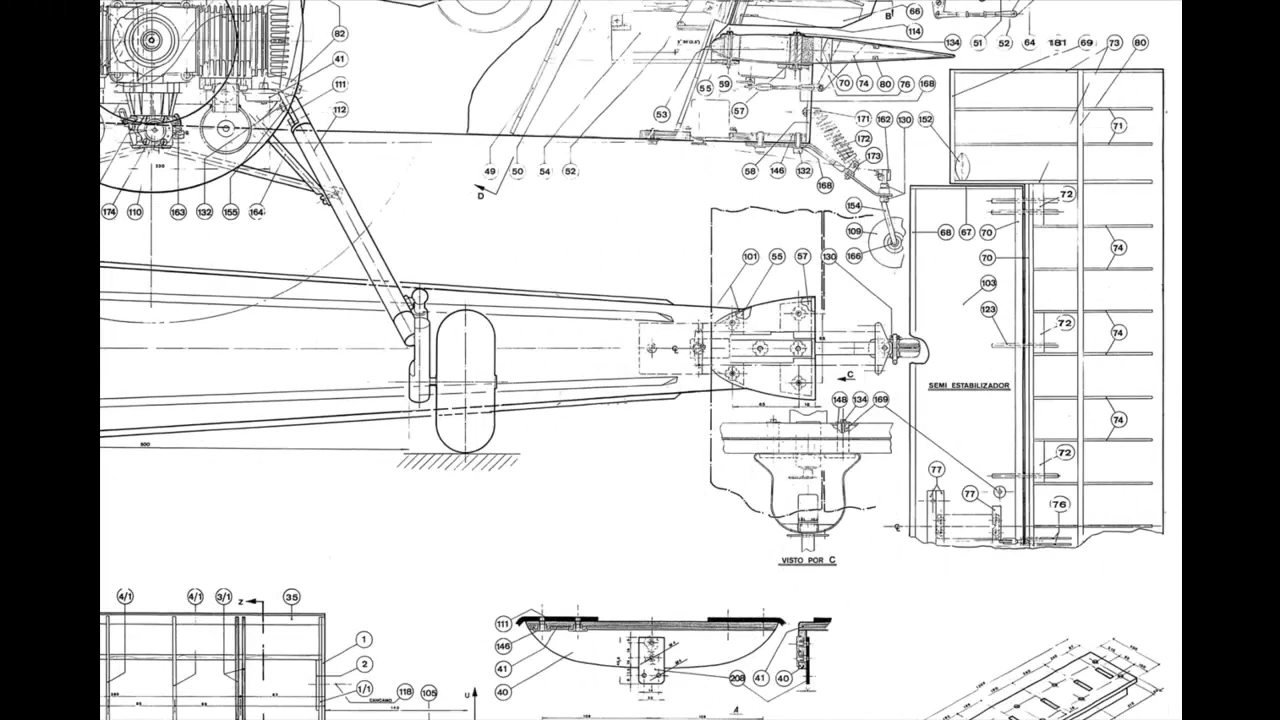 66
B
114
51 52 64 181 69 73 80
82
134
41
111
70 74 80 76 168
55 59
53 57
112
171 162 130 152
172
71
173
49 50 54 52
58 146 132
168
D
72
174 110 163 132 155 164
154
109
68 67 70
166
74
101 55 57 130
70
103
123
72
74
C
SEMI ESTABILIZADOR
148 134 169
74
500
72
77
77
76
VISTO POR C
4/1 4/1 3/1 Z 35
111
1
146
2
41
1/1 118 105
40
208 41 40
GANCANO
U
A